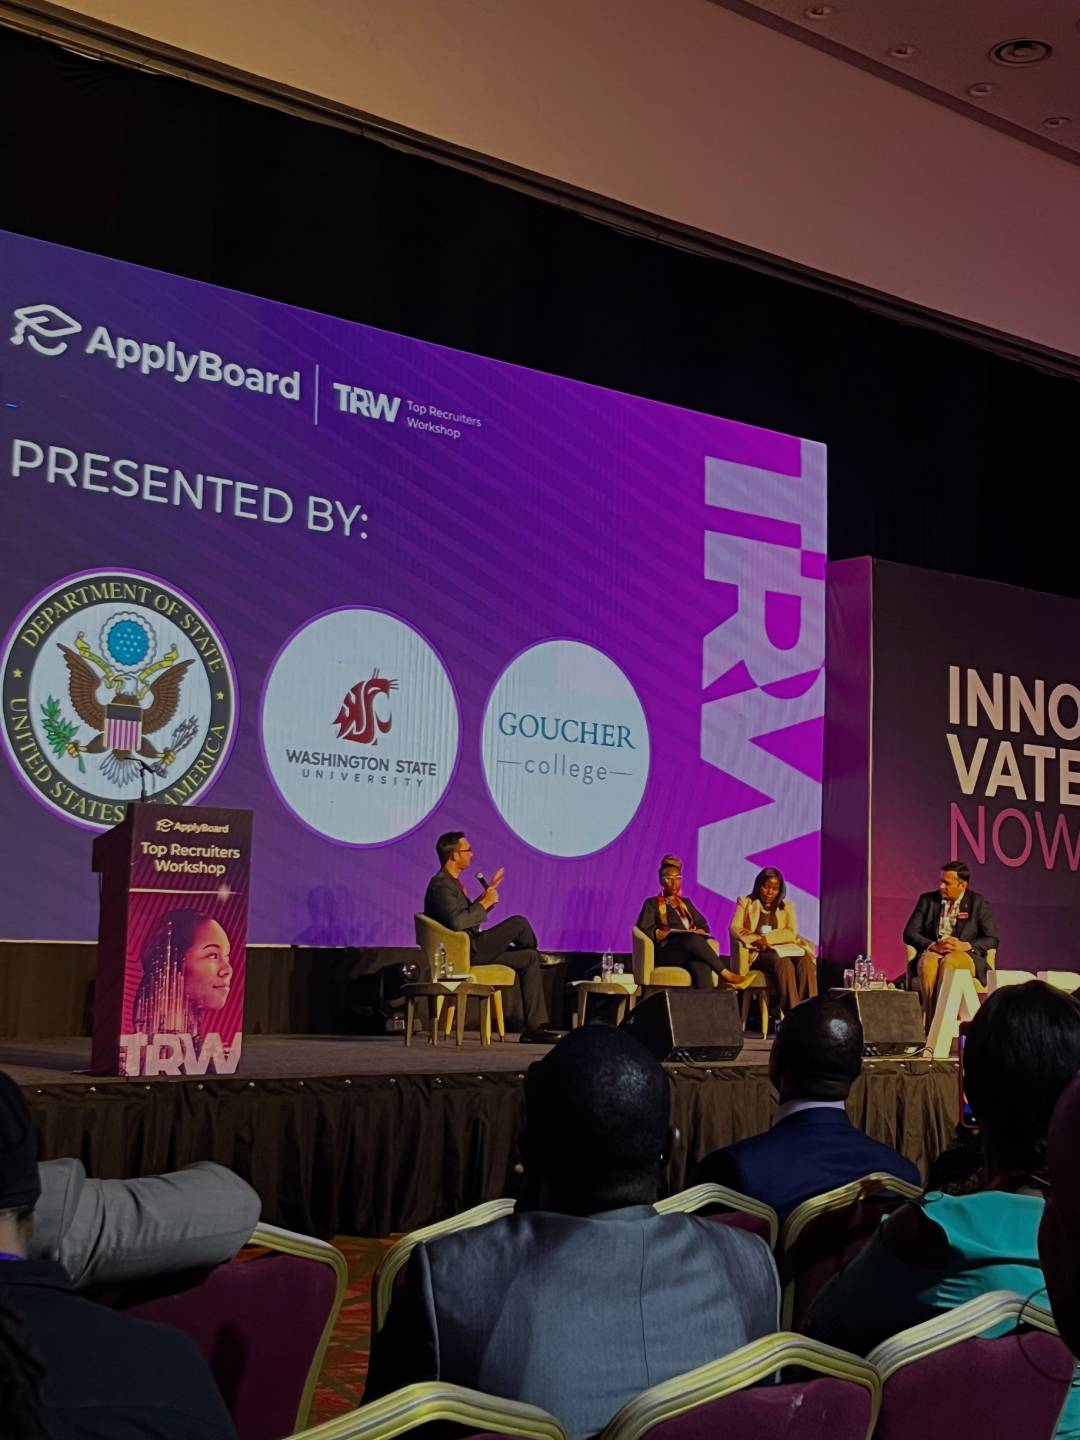 ApplyBoard
TRW
Top Recruiters
Workshop
PRESENTED BY:
DEPARTMENT OF STATE
UNITED STATES AMERICA
WASHINGTON STATE
UNIVERSITY
GOUCHER
college
TRW
INNO
VATE
NOW
ApplyBoard
Top Recruiters
Workshop
TRW